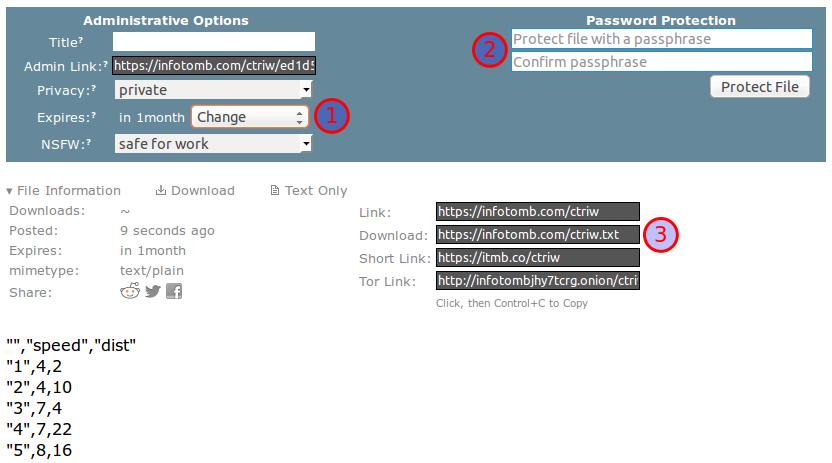 Administrative Options
Title?
Admin Link:? https://infotomb.com/ctriw/ed1d5
Privacy:? private
Expires:? in 1month Change 1
NSFW:? safe for work
Password Protection
2 Protect file with a passphrase
Confirm passphrase
Protect File
▾ File Information Download Text Only
Downloads: ~
Posted: 9 seconds ago
Expires: in 1month
mimetype: text/plain
Share:
Link: https://infotomb.com/ctriw
Download: https://infotomb.com/ctriw.txt 3
Short Link: https://itmb.co/ctriw
Tor Link: http://infotombjhy7tcrg.onion/ctri
Click, then Control+C to Copy
"","speed","dist"
"1",4,2
"2",4,10
"3",7,4
"4",7,22
"5",8,16